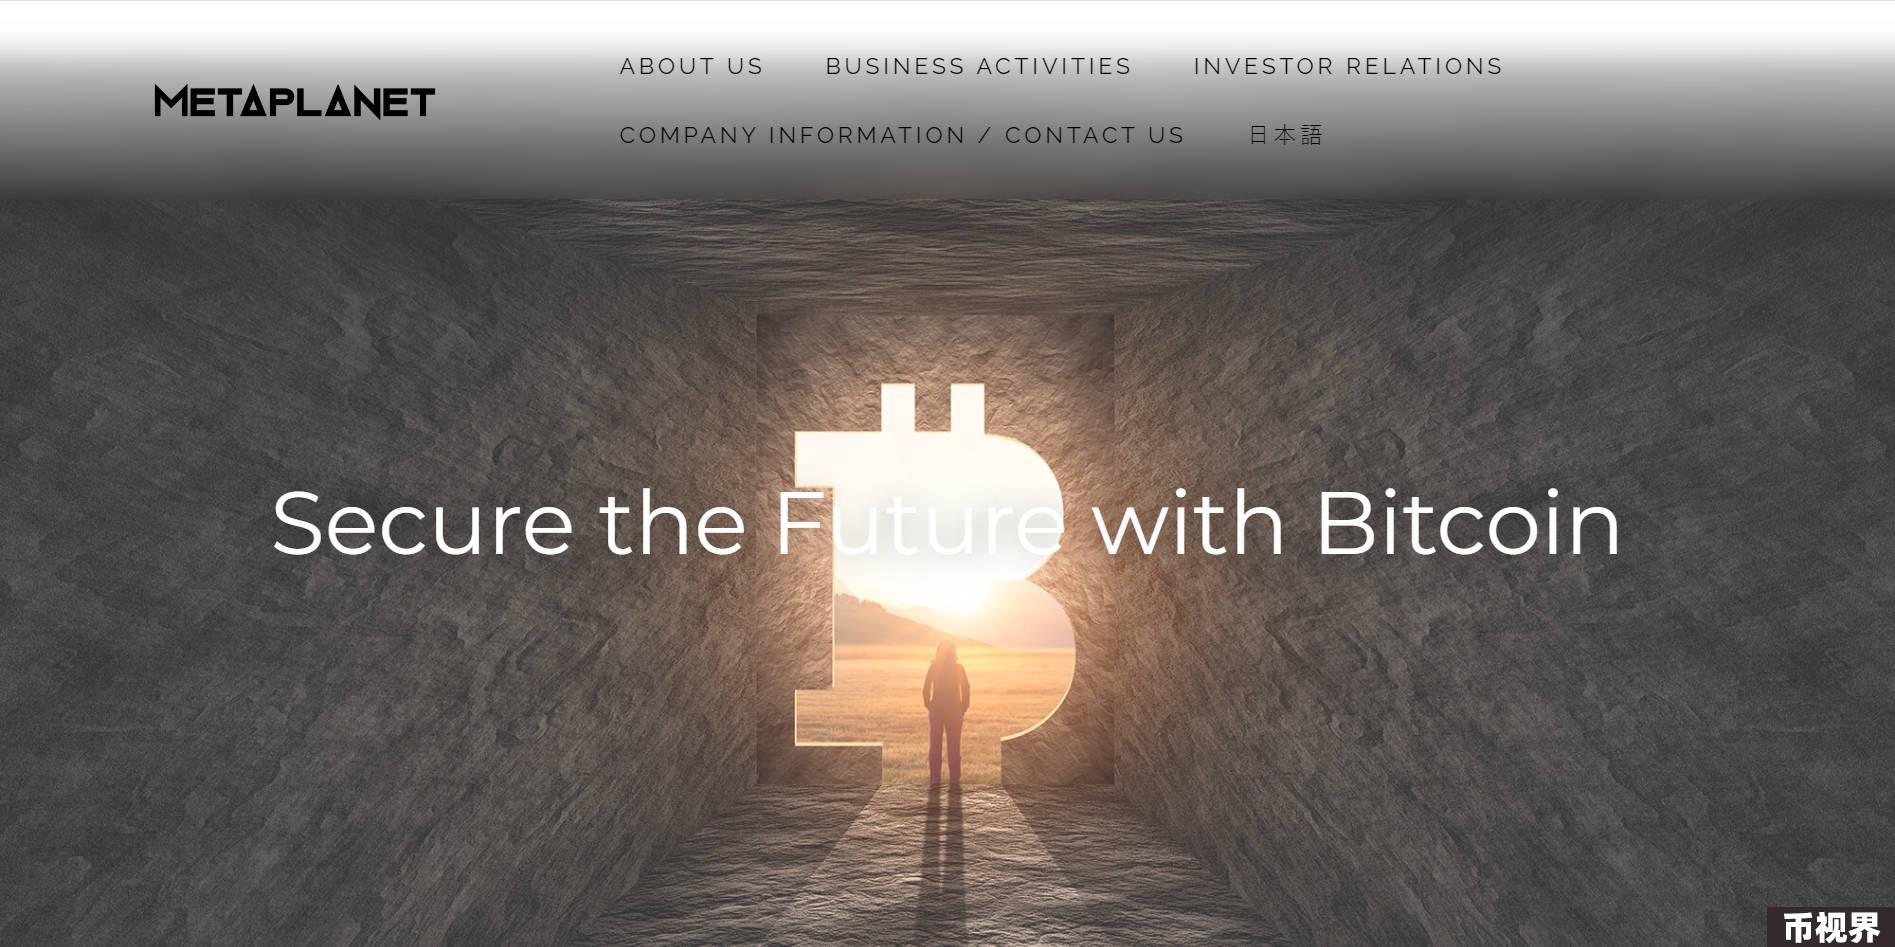 METAPLANET
ABOUT US
BUSINESS ACTIVITIES
INVESTOR RELATIONS
COMPANY INFORMATION / CONTACT US
日本語
Secure the Future with Bitcoin
币视界